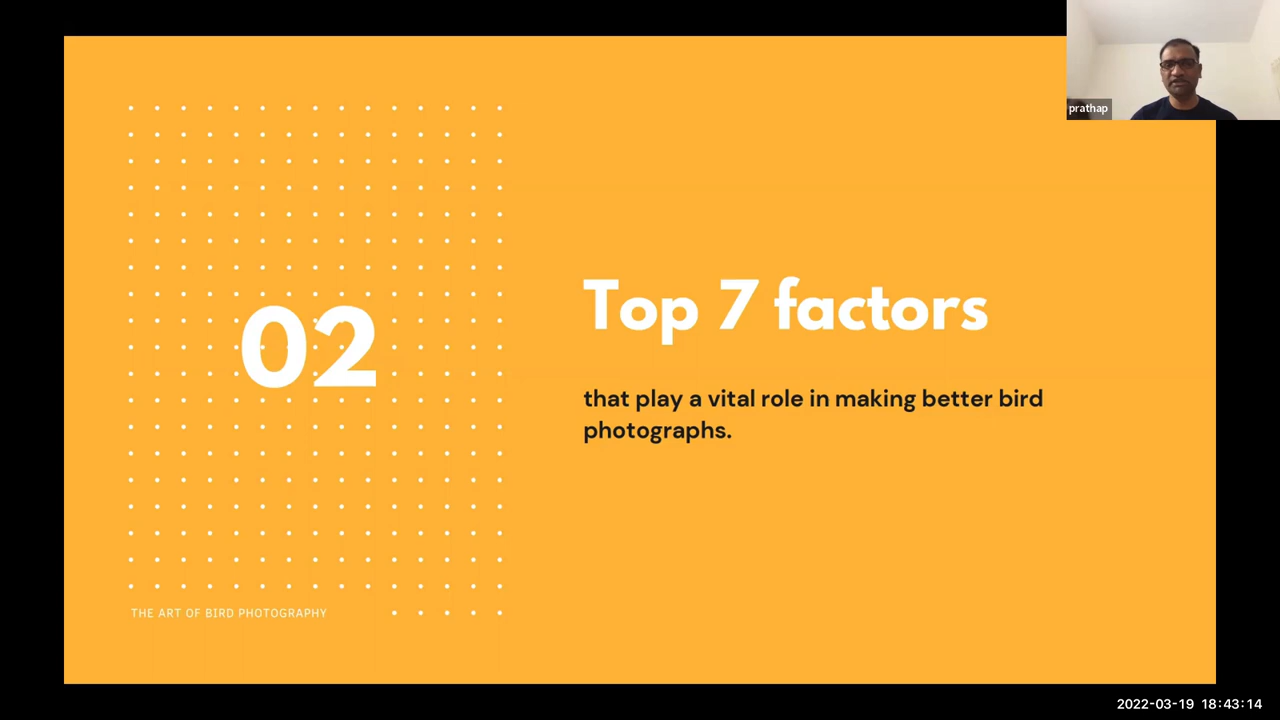 prathap
02
Top 7 factors
that play a vital role in making better bird
photographs.
THE ART OF BIRD PHOTOGRAPHY
2022-03-19 18:43:14